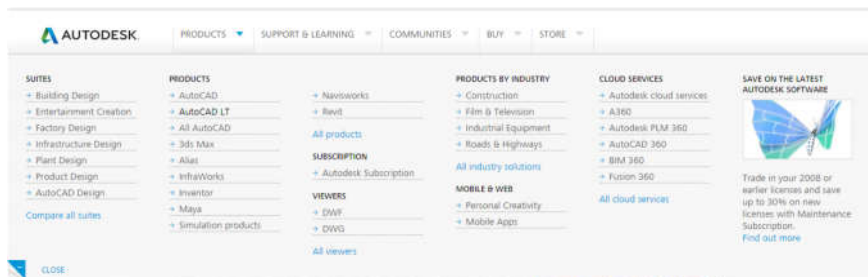 AUTODESK
PRODUCTS SUPPORT & LEARNING COMMUNITIES BUY STORE
SUITES
Building Design
Entertainment Creation
Factory Design
Infrastructure Design
Plant Design
Product Design
AutoCAD Design
Compare all suites
PRODUCTS
AutoCAD
AutoCAD LT
All AutoCAD
3ds Max
Alias
InfraWorks
Inventor
Maya
Simulation products
Navisworks
Revit
All products
SUBSCRIPTION
Autodesk Subscription
VIEWERS
DWF
DWG
All viewers
PRODUCTS BY INDUSTRY
Construction
Film & Television
Industrial Equipment
Roads & Highways
All industry solutions
MOBILE & WEB
Personal Creativity
Mobile Apps
CLOUD SERVICES
Autodesk cloud services
A360
Autodesk PLM 360
AutoCAD 360
BIM 360
Fusion 360
All cloud services
SAVE ON THE LATEST
AUTODESK SOFTWARE
Trade in your 2008 or
earlier licenses and save
up to 30% on new
licenses with Maintenance
Subscription.
Find out more
CLOSE